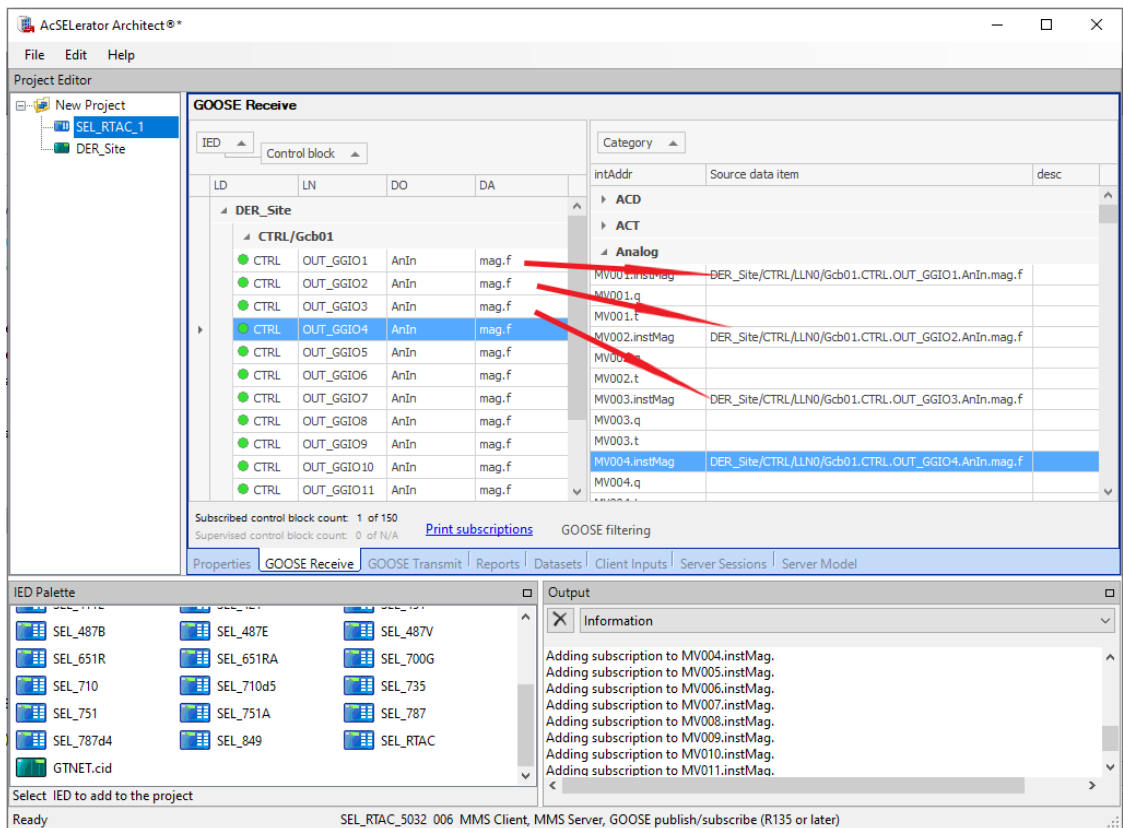 AcSELerator Architect®*
File Edit Help
Project Editor
New Project
SEL_RTAC_1
DER_Site
GOOSE Receive
IED
Control block
LD LN DO DA
DER_Site
CTRL/Gcb01
CTRL OUT_GGIO1 AnIn mag.f
CTRL OUT_GGIO2 AnIn mag.f
CTRL OUT_GGIO3 AnIn mag.f
CTRL OUT_GGIO4 AnIn mag.f
CTRL OUT_GGIO5 AnIn mag.f
CTRL OUT_GGIO6 AnIn mag.f
CTRL OUT_GGIO7 AnIn mag.f
CTRL OUT_GGIO8 AnIn mag.f
CTRL OUT_GGIO9 AnIn mag.f
CTRL OUT_GGIO10 AnIn mag.f
CTRL OUT_GGIO11 AnIn mag.f
Category
intAddr Source data item desc
ACD
ACT
Analog
MV001.instMag DER_Site/CTRL/LLN0/Gcb01.CTRL.OUT_GGIO1.AnIn.mag.f
MV001.q
MV001.t
MV002.instMag DER_Site/CTRL/LLN0/Gcb01.CTRL.OUT_GGIO2.AnIn.mag.f
MV002.q
MV002.t
MV003.instMag DER_Site/CTRL/LLN0/Gcb01.CTRL.OUT_GGIO3.AnIn.mag.f
MV003.q
MV003.t
MV004.instMag DER_Site/CTRL/LLN0/Gcb01.CTRL.OUT_GGIO4.AnIn.mag.f
MV004.q
Subscribed control block count: 1 of 150
Supervised control block count: 0 of N/A
Print subscriptions
GOOSE filtering
Properties GOOSE Receive GOOSE Transmit Reports Datasets Client Inputs Server Sessions Server Model
IED Palette
SEL_487B SEL_487E SEL_487V
SEL_651R SEL_651RA SEL_700G
SEL_710 SEL_710d5 SEL_735
SEL_751 SEL_751A SEL_787
SEL_787d4 SEL_849 SEL_RTAC
GTNET.cid
Select IED to add to the project
Output
Information
Adding subscription to MV004.instMag.
Adding subscription to MV005.instMag.
Adding subscription to MV006.instMag.
Adding subscription to MV007.instMag.
Adding subscription to MV008.instMag.
Adding subscription to MV009.instMag.
Adding subscription to MV010.instMag.
Adding subscription to MV011.instMag.
Ready
SEL_RTAC_5032 006 MMS Client, MMS Server, GOOSE publish/subscribe (R135 or later)